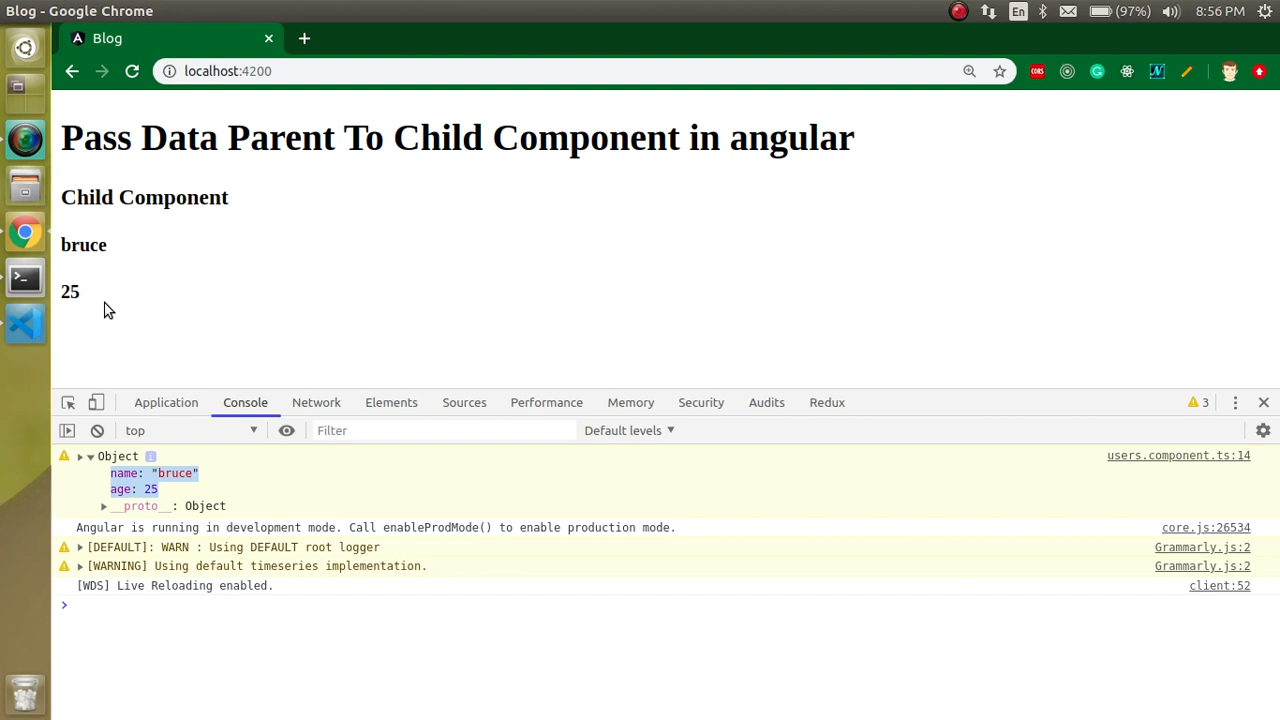 Blog - Google Chrome
En
(97%)
8:56 PM
Blog
localhost:4200
CORS
N
Pass Data Parent To Child Component in angular
Child Component
bruce
25
Application
Console
Network
Elements
Sources
Performance
Memory
Security
Audits
Redux
3
top
Filter
Default levels
Object i
users.component.ts:14
name: "bruce"
age: 25
__proto__: Object
Angular is running in development mode. Call enableProdMode() to enable production mode.
core.js:26534
[DEFAULT]: WARN : Using DEFAULT root logger
Grammarly.js:2
[WARNING] Using default timeseries implementation.
Grammarly.js:2
[WDS] Live Reloading enabled.
client:52